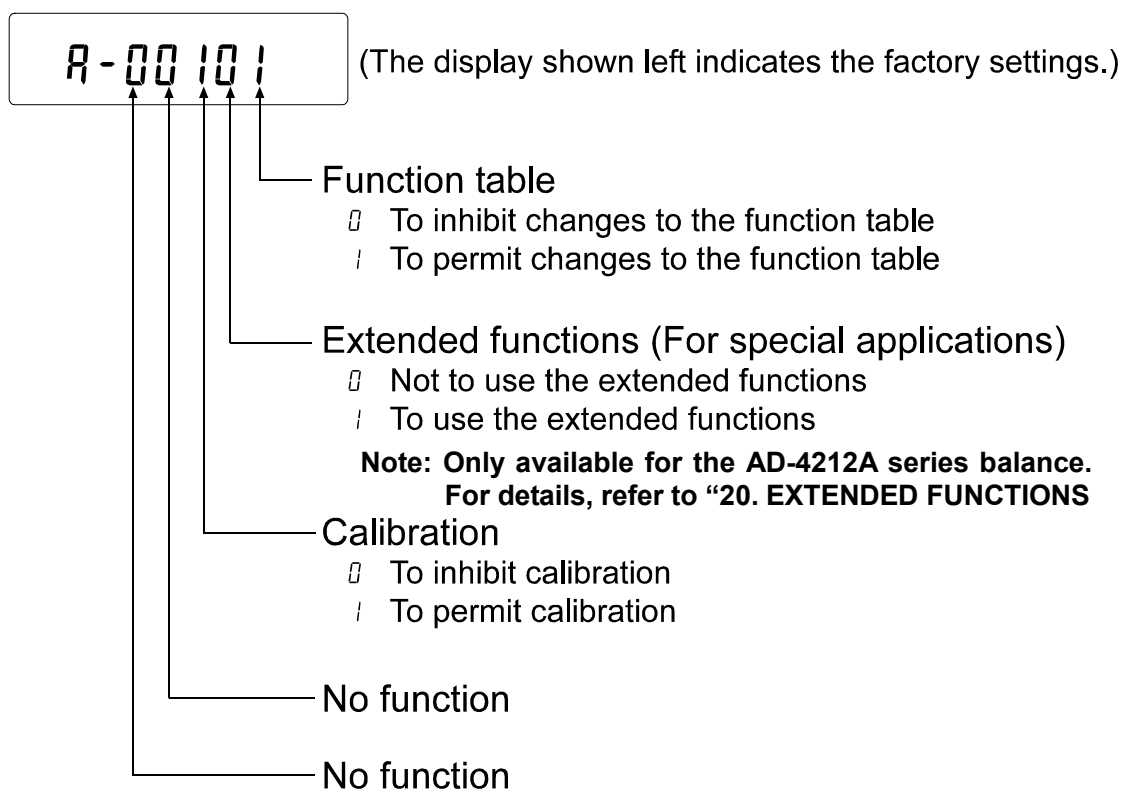 A-00101
(The display shown left indicates the factory settings.)
Function table
0 To inhibit changes to the function table
1 To permit changes to the function table
Extended functions (For special applications)
0 Not to use the extended functions
1 To use the extended functions
Note: Only available for the AD-4212A series balance.
For details, refer to “20. EXTENDED FUNCTIONS
Calibration
0 To inhibit calibration
1 To permit calibration
No function
No function